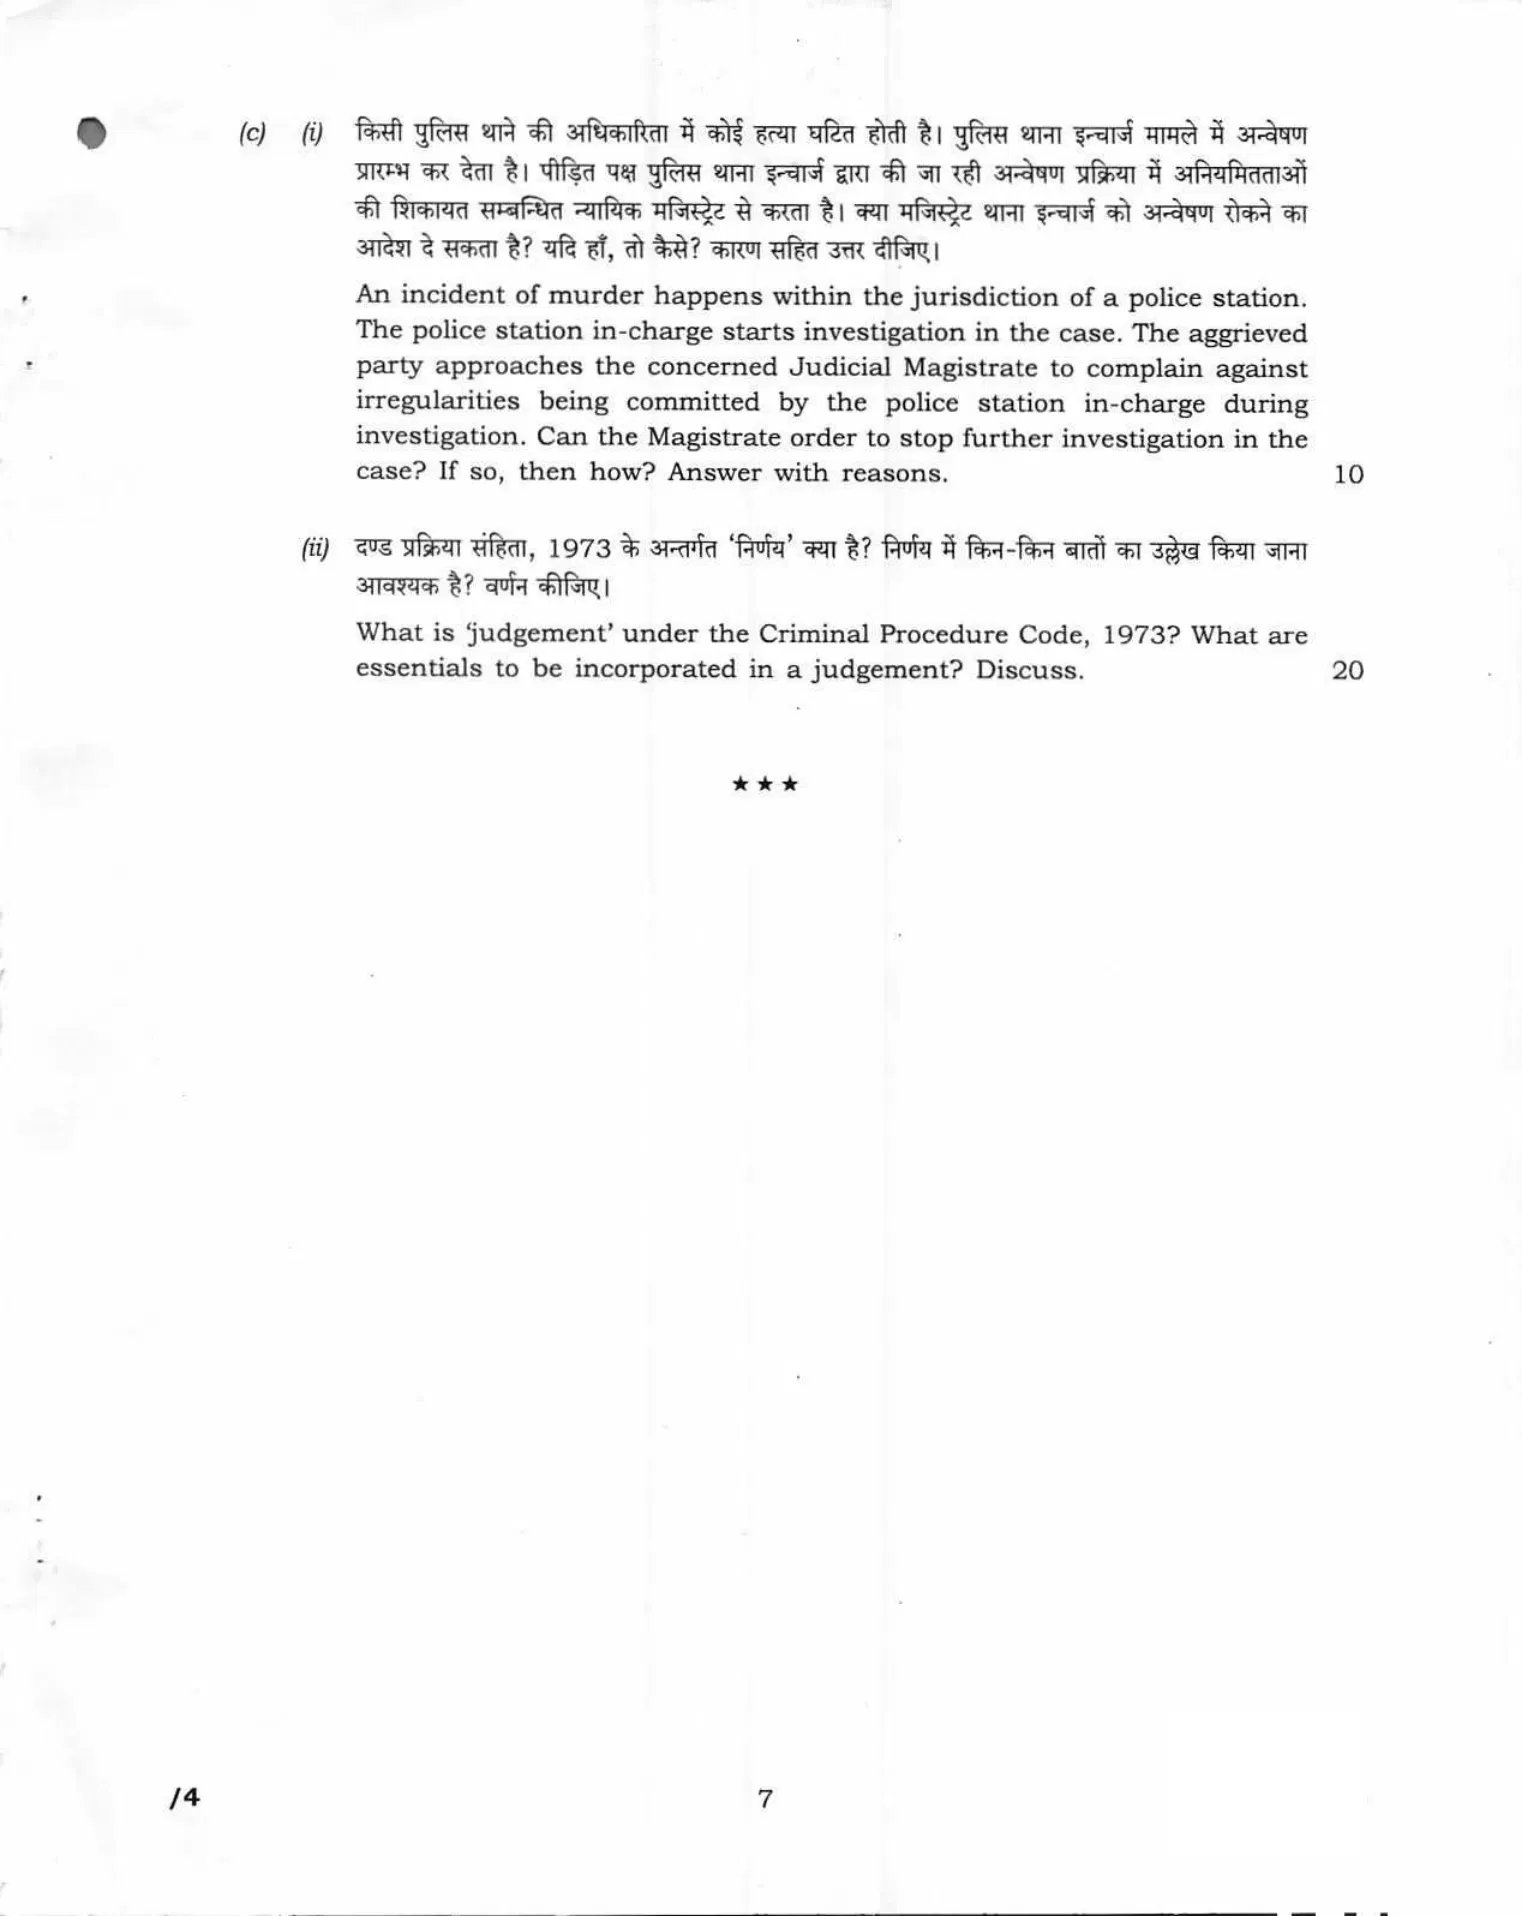 (c) (i) किसी पुलिस थाने की अधिकारिता में कोई हत्या घटित होती है। पुलिस थाना इन्चार्ज मामले में अन्वेषण
प्रारम्भ कर देता है। पीड़ित पक्ष पुलिस थाना इन्चार्ज द्वारा की जा रही अन्वेषण प्रक्रिया में अनियमितताओं
की शिकायत सम्बन्धित न्यायिक मजिस्ट्रेट से करता है। क्या मजिस्ट्रेट थाना इन्चार्ज को अन्वेषण रोकने का
आदेश दे सकता है? यदि हाँ, तो कैसे? कारण सहित उत्तर दीजिए।
An incident of murder happens within the jurisdiction of a police station.
The police station in-charge starts investigation in the case. The aggrieved
party approaches the concerned Judicial Magistrate to complain against
irregularities being committed by the police station in-charge during
investigation. Can the Magistrate order to stop further investigation in the
case? If so, then how? Answer with reasons. 10
(ii) दण्ड प्रक्रिया संहिता, 1973 के अन्तर्गत ‘निर्णय’ क्या है? निर्णय में किन-किन बातों का उल्लेख किया जाना
आवश्यक है? वर्णन कीजिए।
What is ‘judgement’ under the Criminal Procedure Code, 1973? What are
essentials to be incorporated in a judgement? Discuss. 20
★ ★ ★
/4 7